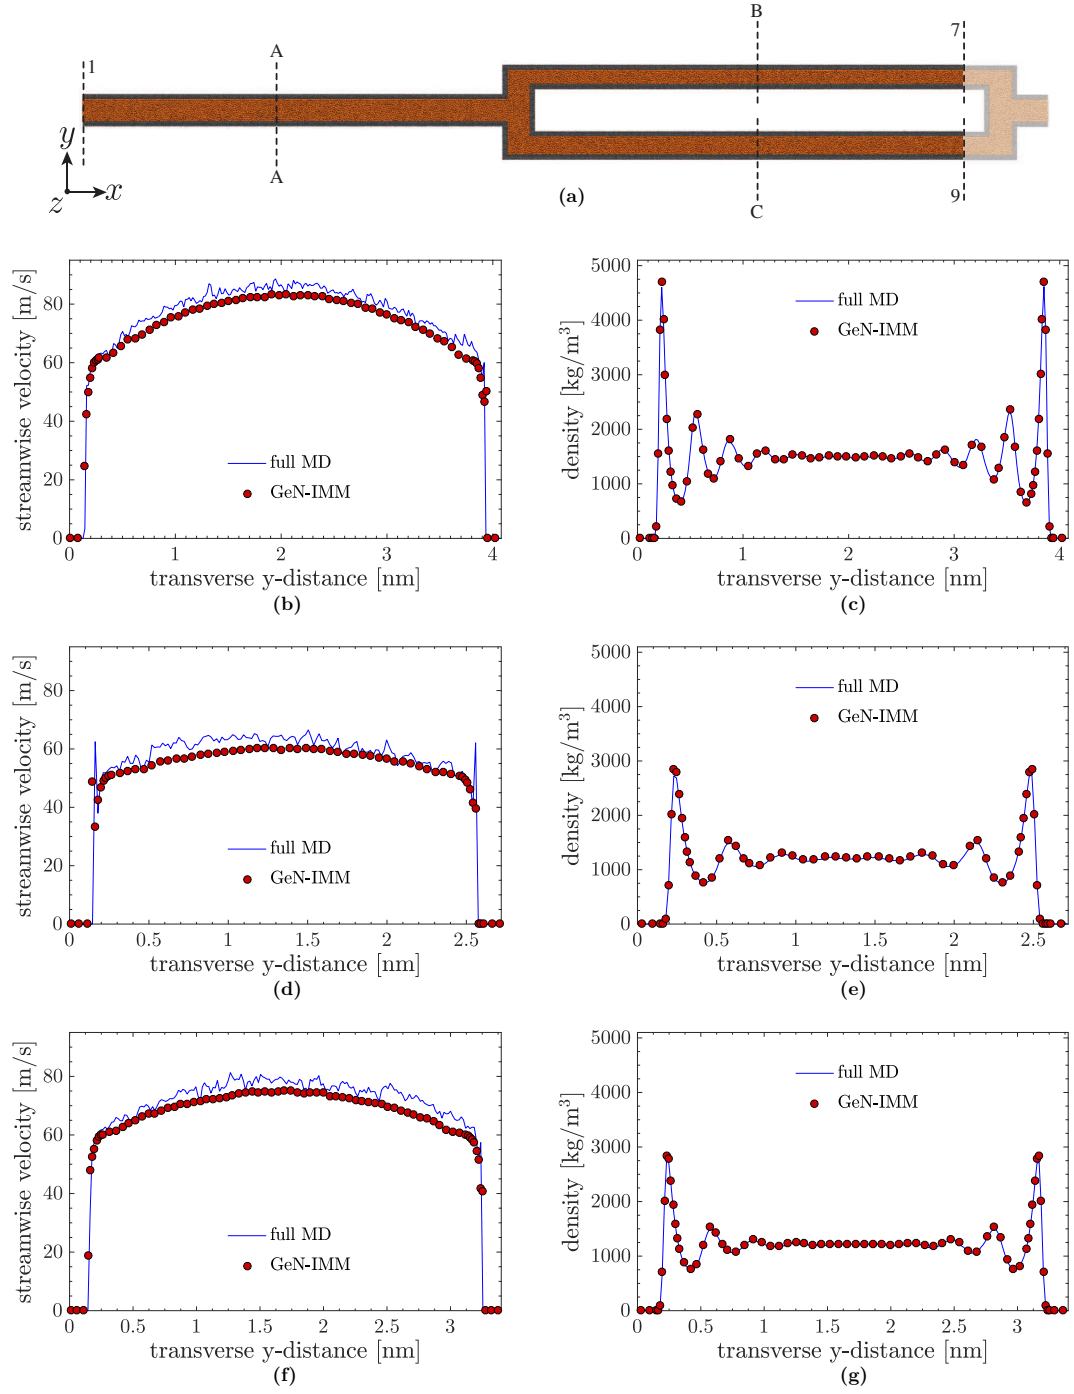 1
A
A
B
C
7
9
y
z
x
(a)
streamwise velocity [m/s]
80
60
40
20
0
full MD
GeN-IMM
0 1 2 3 4
transverse y-distance [nm]
(b)
density [kg/m³]
5000
4000
3000
2000
1000
0
full MD
GeN-IMM
0 1 2 3 4
transverse y-distance [nm]
(c)
streamwise velocity [m/s]
80
60
40
20
0
full MD
GeN-IMM
0 0.5 1 1.5 2 2.5
transverse y-distance [nm]
(d)
density [kg/m³]
5000
4000
3000
2000
1000
0
full MD
GeN-IMM
0 0.5 1 1.5 2 2.5
transverse y-distance [nm]
(e)
streamwise velocity [m/s]
80
60
40
20
0
full MD
GeN-IMM
0 0.5 1 1.5 2 2.5 3
transverse y-distance [nm]
(f)
density [kg/m³]
5000
4000
3000
2000
1000
0
full MD
GeN-IMM
0 0.5 1 1.5 2 2.5 3
transverse y-distance [nm]
(g)